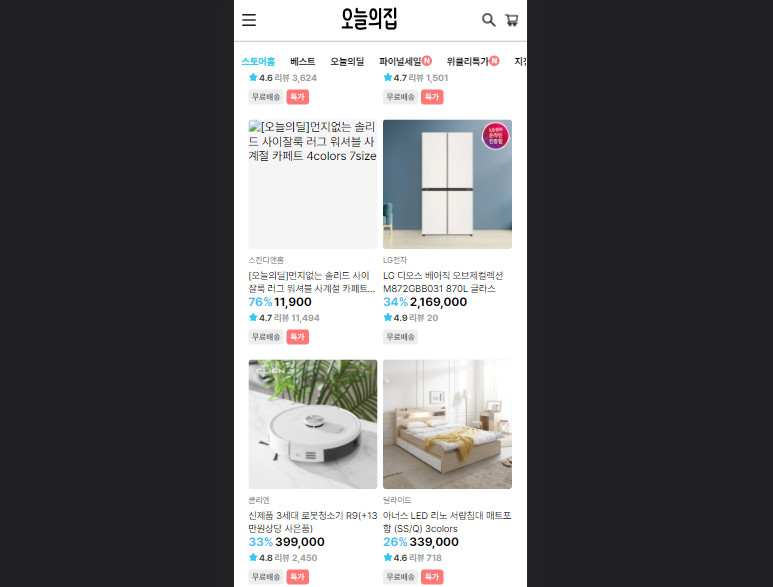 오늘의집
스토어홈 베스트 오늘의딜 파이널세일N 위클리특가N
4.6 리뷰 3,624
4.7 리뷰 1,501
무료배송 특가
무료배송 특가
[오늘의딜]먼지없는 솔리
드 사이잘룩 러그 워셔블 사
계절 카페트 4colors 7size
LG전자
온라인
인증점
스칸디앤홈
LG전자
[오늘의딜]먼지없는 솔리드 사이
잘룩 러그 워셔블 사계절 카페트...
LG 디오스 베이직 오브제컬렉션
M872GBB031 870L 글라스
76% 11,900
34% 2,169,000
4.7 리뷰 11,494
4.9 리뷰 20
무료배송 특가
무료배송
CLIEN
클리엔
딜라이드
신제품 3세대 로봇청소기 R9(+13
만원상당 사은품)
아너스 LED 리노 서랍침대 매트포
함 (SS/Q) 3colors
33% 399,000
26% 339,000
4.8 리뷰 2,450
4.6 리뷰 718
무료배송 특가
무료배송 특가